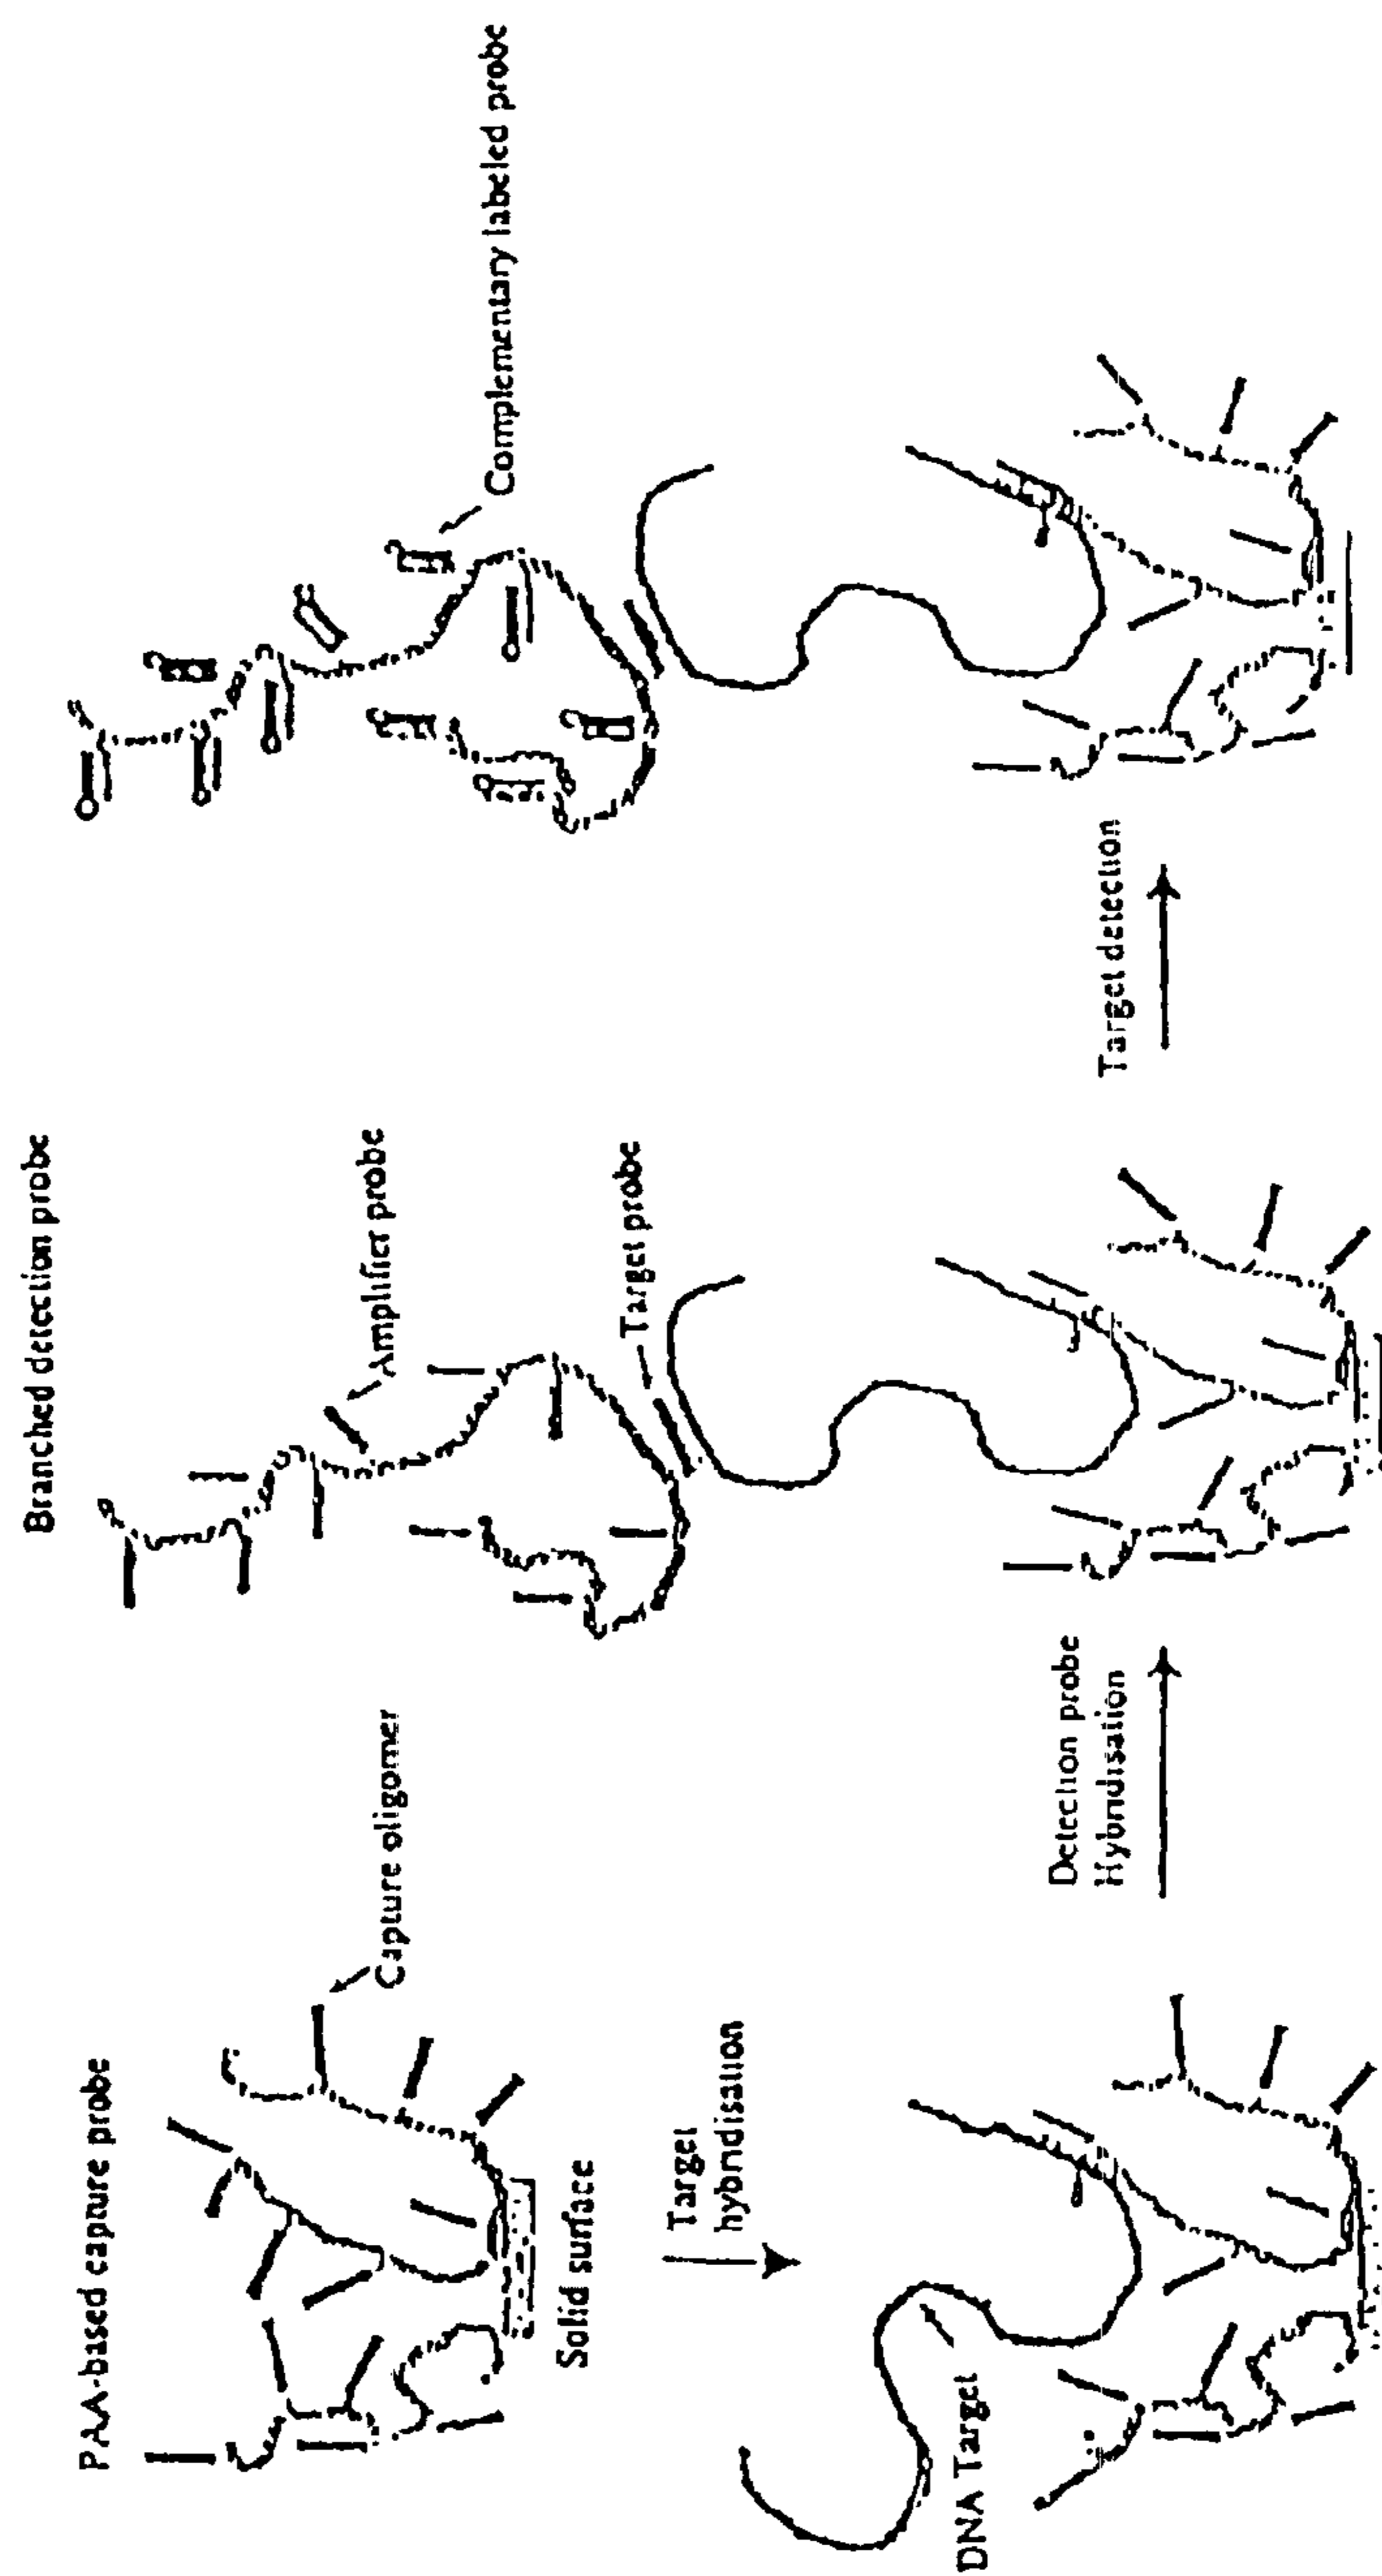 PAA-based capture probe
Capture oligomer
Solid surface
Target
hybridisation
DNA Target
Detection probe
Hybridisation
Branched detection probe
Amplifier probe
Target probe
Target detection
Complementary labeled probe